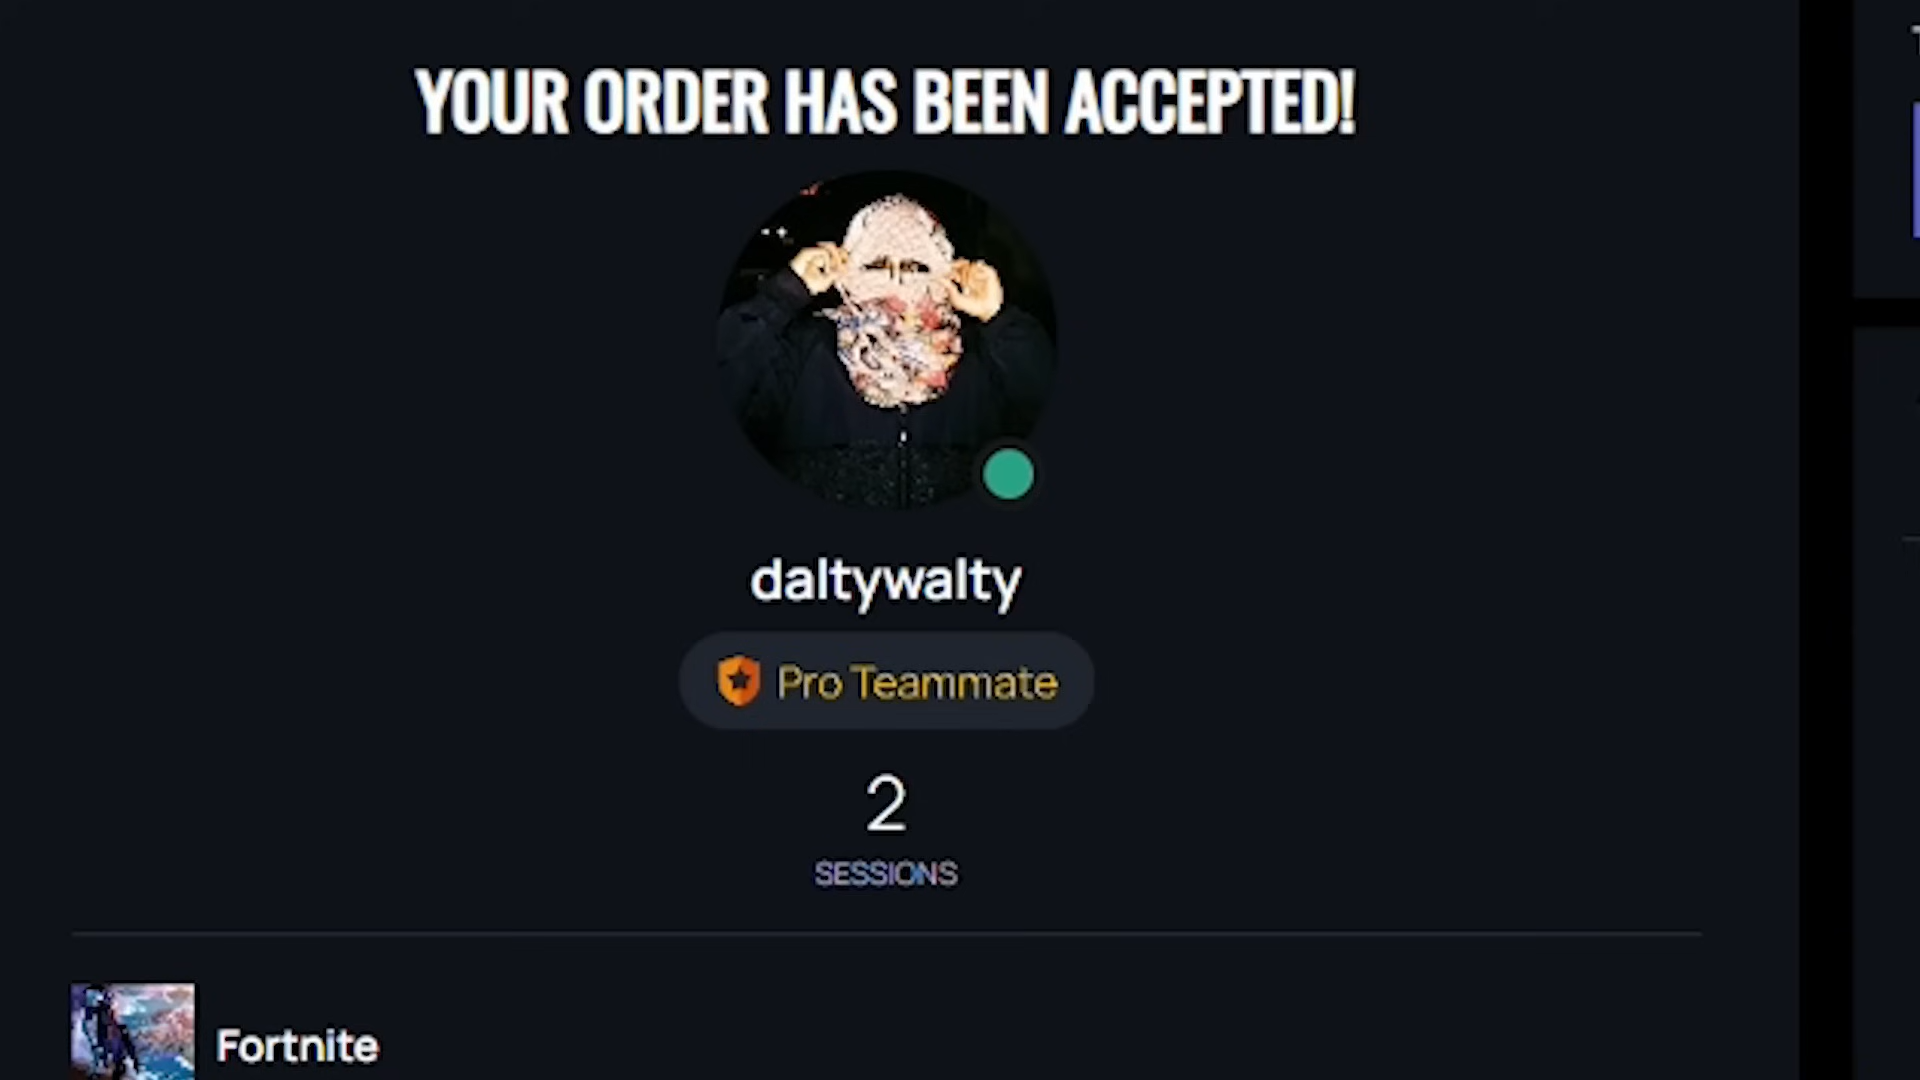 YOUR ORDER HAS BEEN ACCEPTED!
daltywalty
Pro Teammate
2
SESSIONS
Fortnite